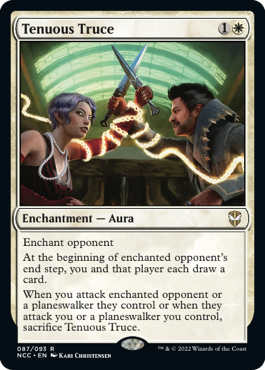 Tenuous Truce 1
Enchantment — Aura
Enchant opponent
At the beginning of enchanted opponent's
end step, you and that player each draw a
card.
When you attack enchanted opponent or
a planeswalker they control or when they
attack you or a planeswalker you control,
sacrifice Tenuous Truce.
087/093 R
NCC • EN Kari Christensen
™ & © 2022 Wizards of the Coast